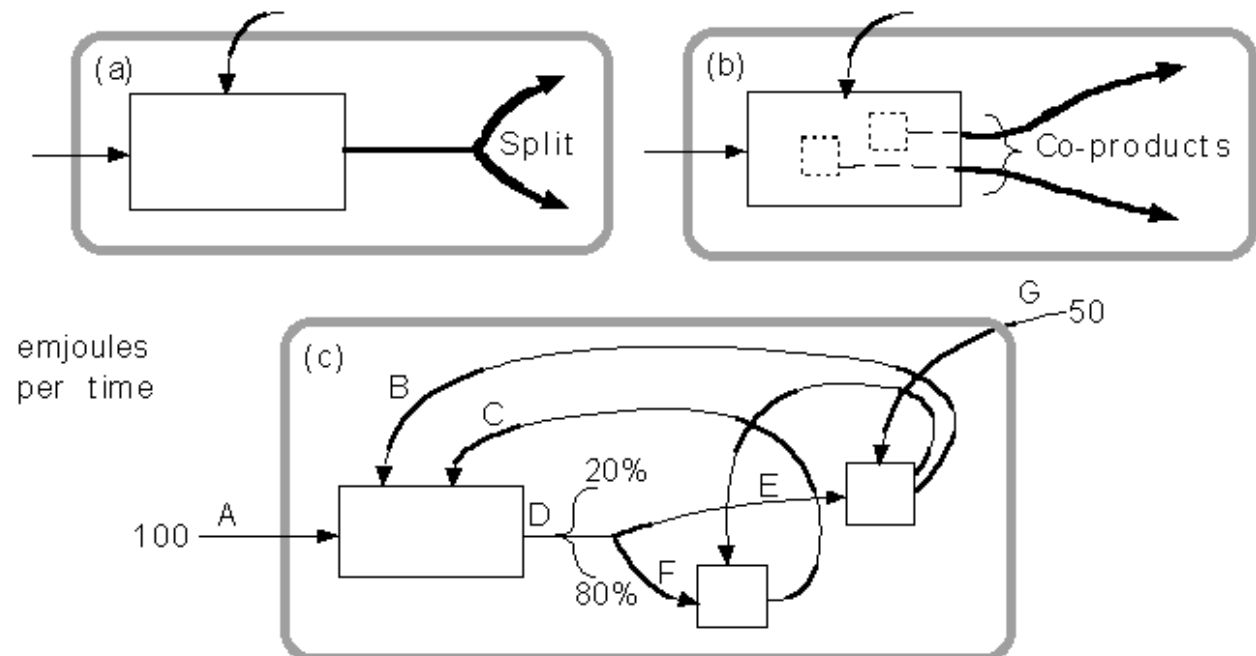 (a)
Split
(b)
Co-products
G
50
emjoules
per time
(c)
B
C
20%
E
A
D
100
F
80%